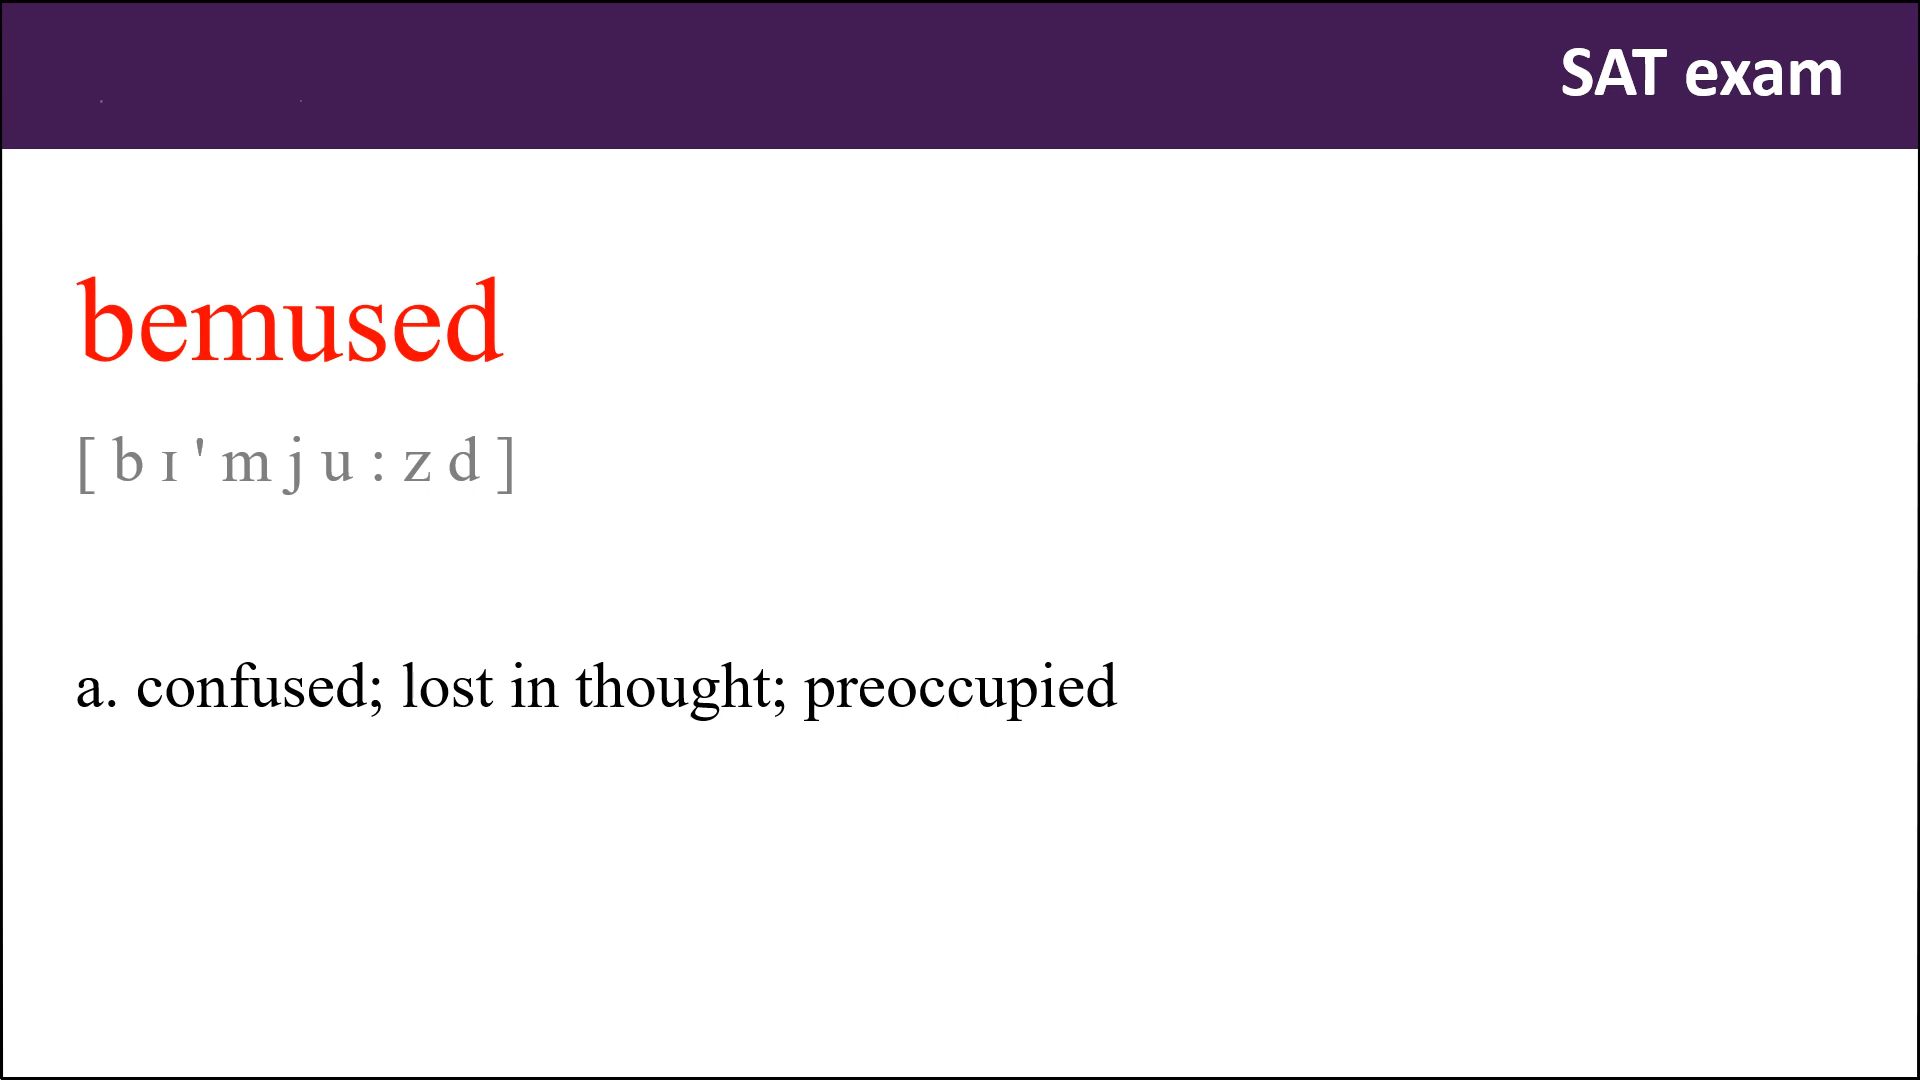 SAT exam
bemused
[ b ɪ ' m j u : z d ]
a. confused; lost in thought; preoccupied